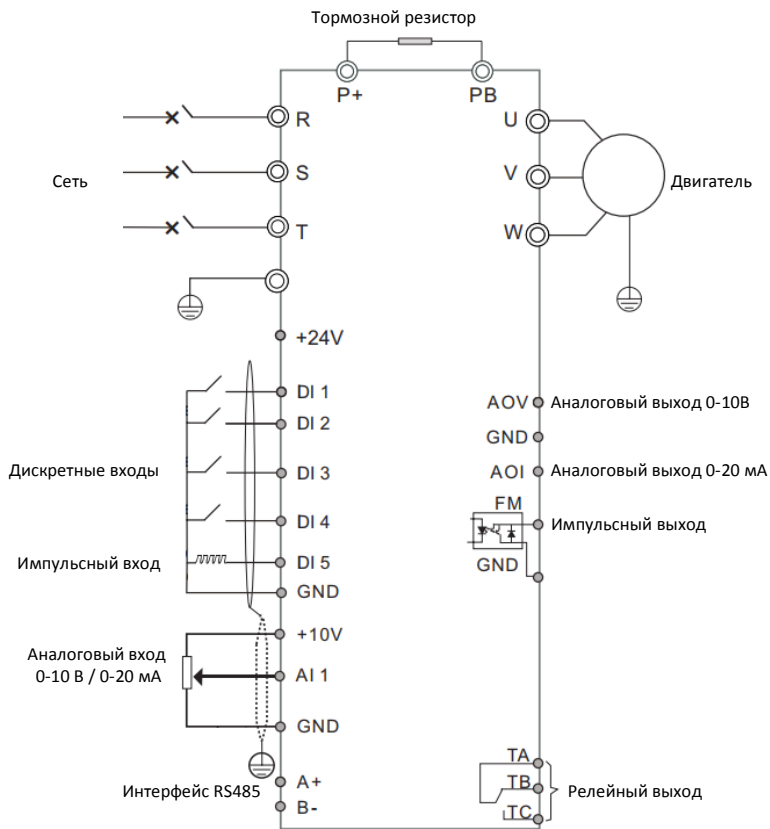 Тормозной резистор
P+
PB
R
U
Сеть
S
V
Двигатель
T
W
+24V
DI 1
AOV
Аналоговый выход 0-10В
DI 2
GND
Дискретные входы
DI 3
AOI
Аналоговый выход 0-20 мА
FM
DI 4
Импульсный выход
Импульсный вход
DI 5
GND
GND
+10V
Аналоговый вход
0-10 В / 0-20 мА
AI 1
GND
TA
Интерфейс RS485
A+
TB
Релейный выход
B-
TC